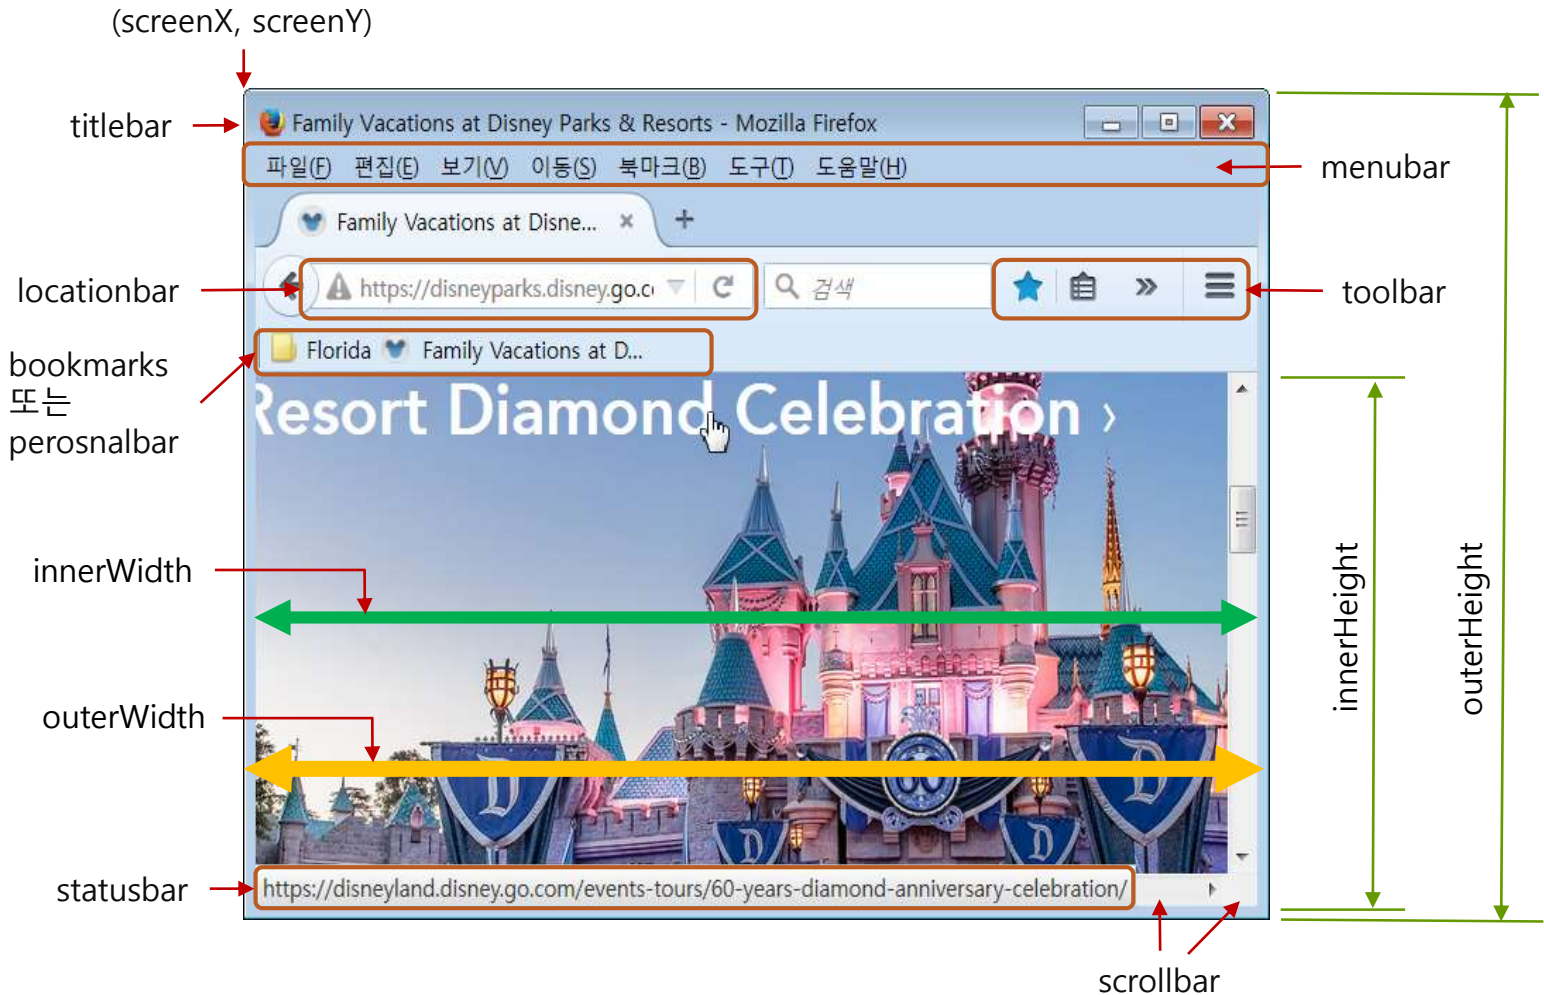 (screenX, screenY)
titlebar
Family Vacations at Disney Parks & Resorts - Mozilla Firefox
파일(F) 편집(E) 보기(V) 이동(S) 북마크(B) 도구(T) 도움말(H)
menubar
Family Vacations at Disne...
locationbar
https://disneyparks.disney.go.c
검색
toolbar
bookmarks
또는
perosnalbar
Florida Family Vacations at D...
Resort Diamond Celebration ›
innerWidth
innerHeight
outerHeight
outerWidth
D
60
D
D
D
statusbar
https://disneyland.disney.go.com/events-tours/60-years-diamond-anniversary-celebration/
scrollbar